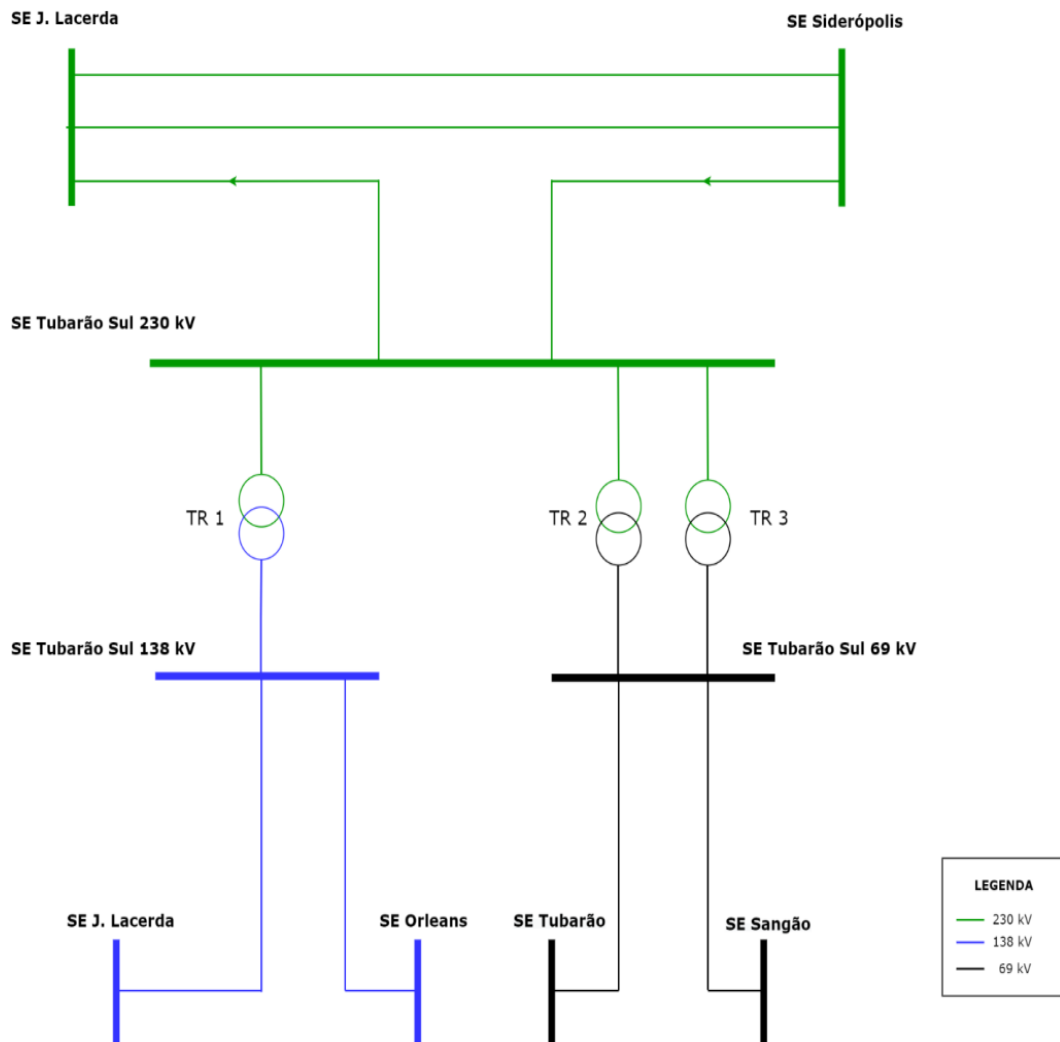 SE J. Lacerda
SE Siderópolis
SE Tubarão Sul 230 kV
TR 1
TR 2
TR 3
SE Tubarão Sul 138 kV
SE Tubarão Sul 69 kV
SE J. Lacerda
SE Orleans
SE Tubarão
SE Sangão
LEGENDA
230 kV
138 kV
69 kV